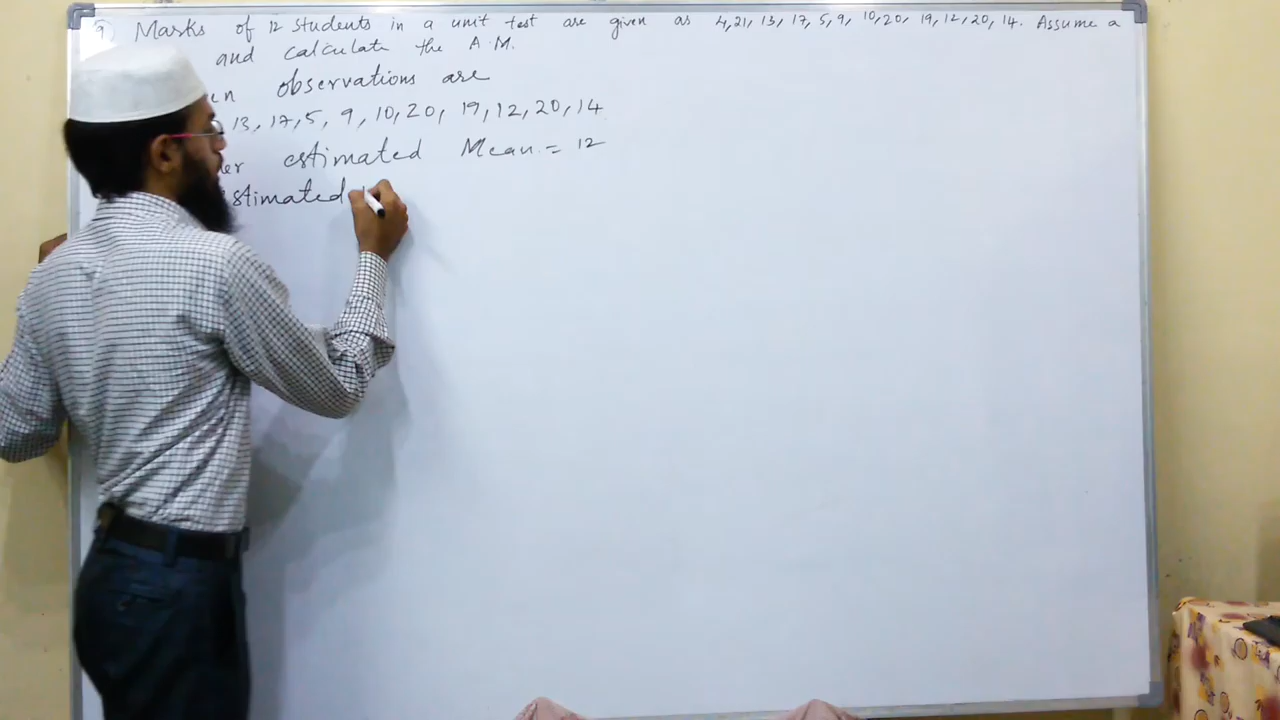 9) Marks of 12 students in a unit test are given as 4, 21, 13, 17, 5, 9, 10, 20, 19, 12, 20, 14. Assume a
and calculate the A.M.
observations are
13, 17, 5, 9, 10, 20, 19, 12, 20, 14
estimated Mean = 12
stimated